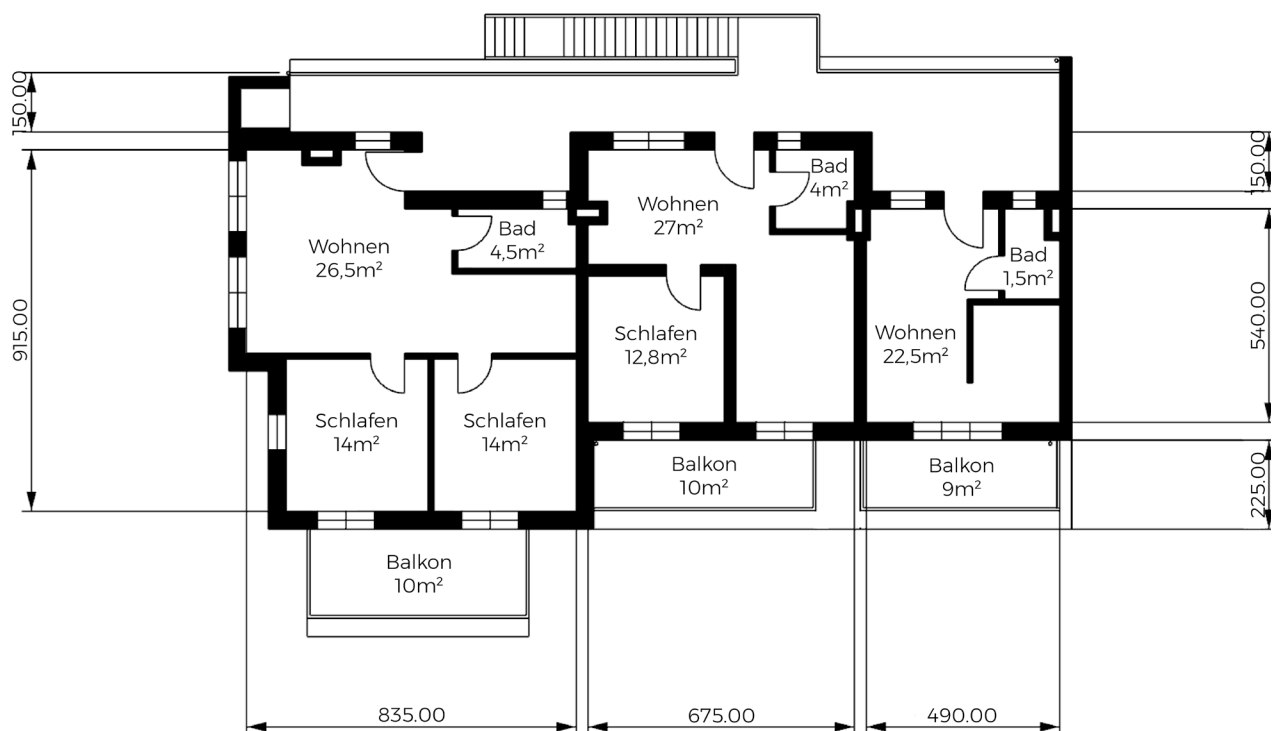 150.00
915.00
Wohnen
26,5m²
Bad
4,5m²
Schlafen
14m²
Schlafen
14m²
Balkon
10m²
Wohnen
27m²
Bad
4m²
Schlafen
12,8m²
Balkon
10m²
Wohnen
22,5m²
Bad
1,5m²
Balkon
9m²
150.00
540.00
225.00
835.00
675.00
490.00